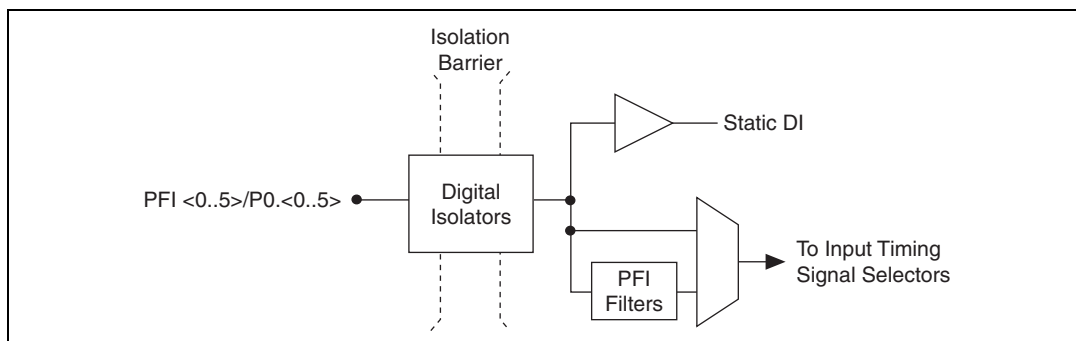 Isolation
Barrier
Static DI
PFI <0..5>/P0.<0..5>
Digital
Isolators
To Input Timing
Signal Selectors
PFI
Filters